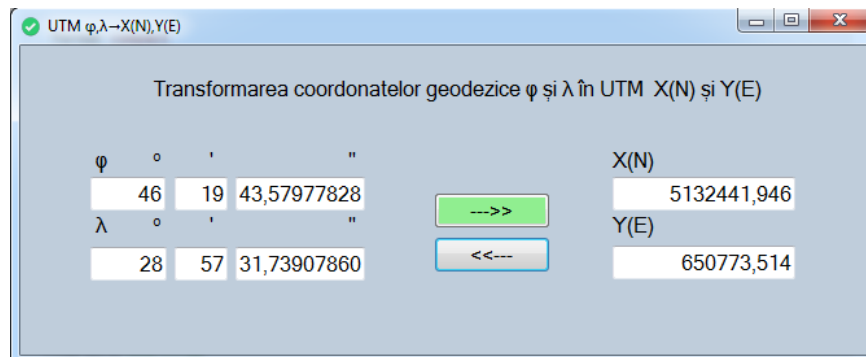 UTM φ,λ→X(N),Y(E)
Transformarea coordonatelor geodezice φ și λ în UTM X(N) și Y(E)
φ º ' " X(N)
46 19 43,57977828 --->> 5132441,946
λ º ' " Y(E)
28 57 31,73907860 <<--- 650773,514